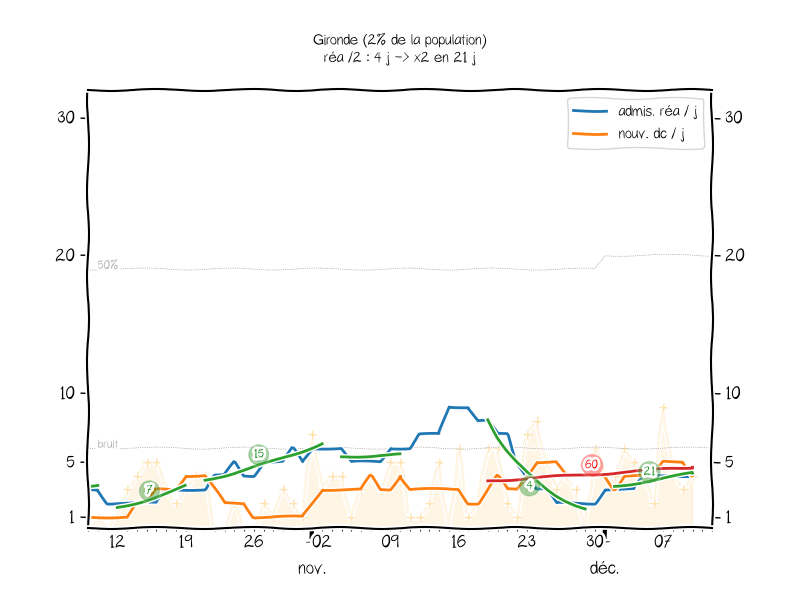 Gironde (2% de la population)
réa /2 : 4 j -> x2 en 21 j
admis. réa / j
nouv. dc / j
30
30
20
20
50%
10
10
bruit
5
5
1
1
7
15
4
60
21
12 19 26 02 09 16 23 30 07
nov. déc.